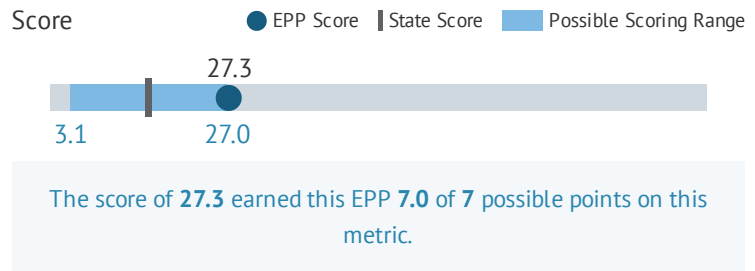 Score EPP Score State Score Possible Scoring Range
27.3
3.1 27.0
The score of 27.3 earned this EPP 7.0 of 7 possible points on this
metric.